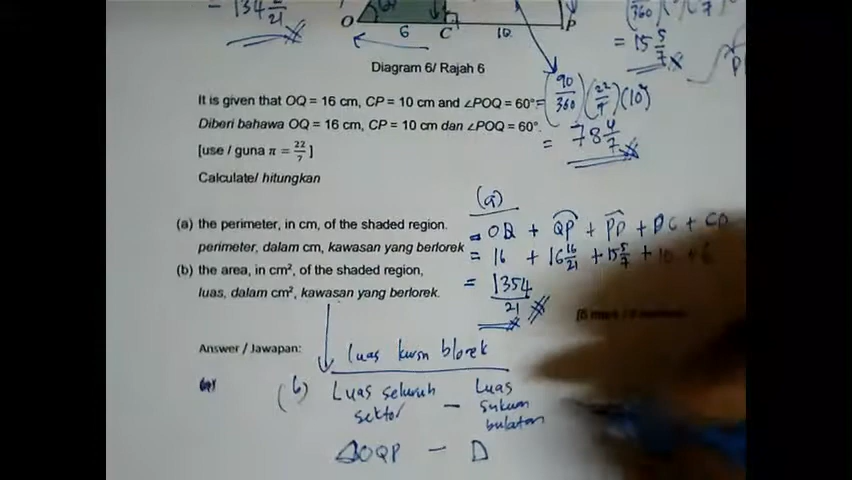 = 134 2/21
O 6 C 10 P
= 15 5/7
Diagram 6/ Rajah 6
It is given that OQ = 16 cm, CP = 10 cm and ∠POQ = 60°.
Diberi bahawa OQ = 16 cm, CP = 10 cm dan ∠POQ = 60°.
= (90/360)(22/7)(10²)
= 78 4/7
[use / guna π = 22/7]
Calculate/ hitungkan
(a) the perimeter, in cm, of the shaded region.
perimeter, dalam cm, kawasan yang berlorek
(b) the area, in cm², of the shaded region,
luas, dalam cm², kawasan yang berlorek.
(a)
= OQ + QP + PD + DC + CO
= 16 + 16 16/21 + 15 5/7 + 10 + 6
= 1354/21
Answer / Jawapan:
luas kwsn blorek
(a)
(b) Luas seluruh sektor − Luas sukuan bulatan
OQP − D